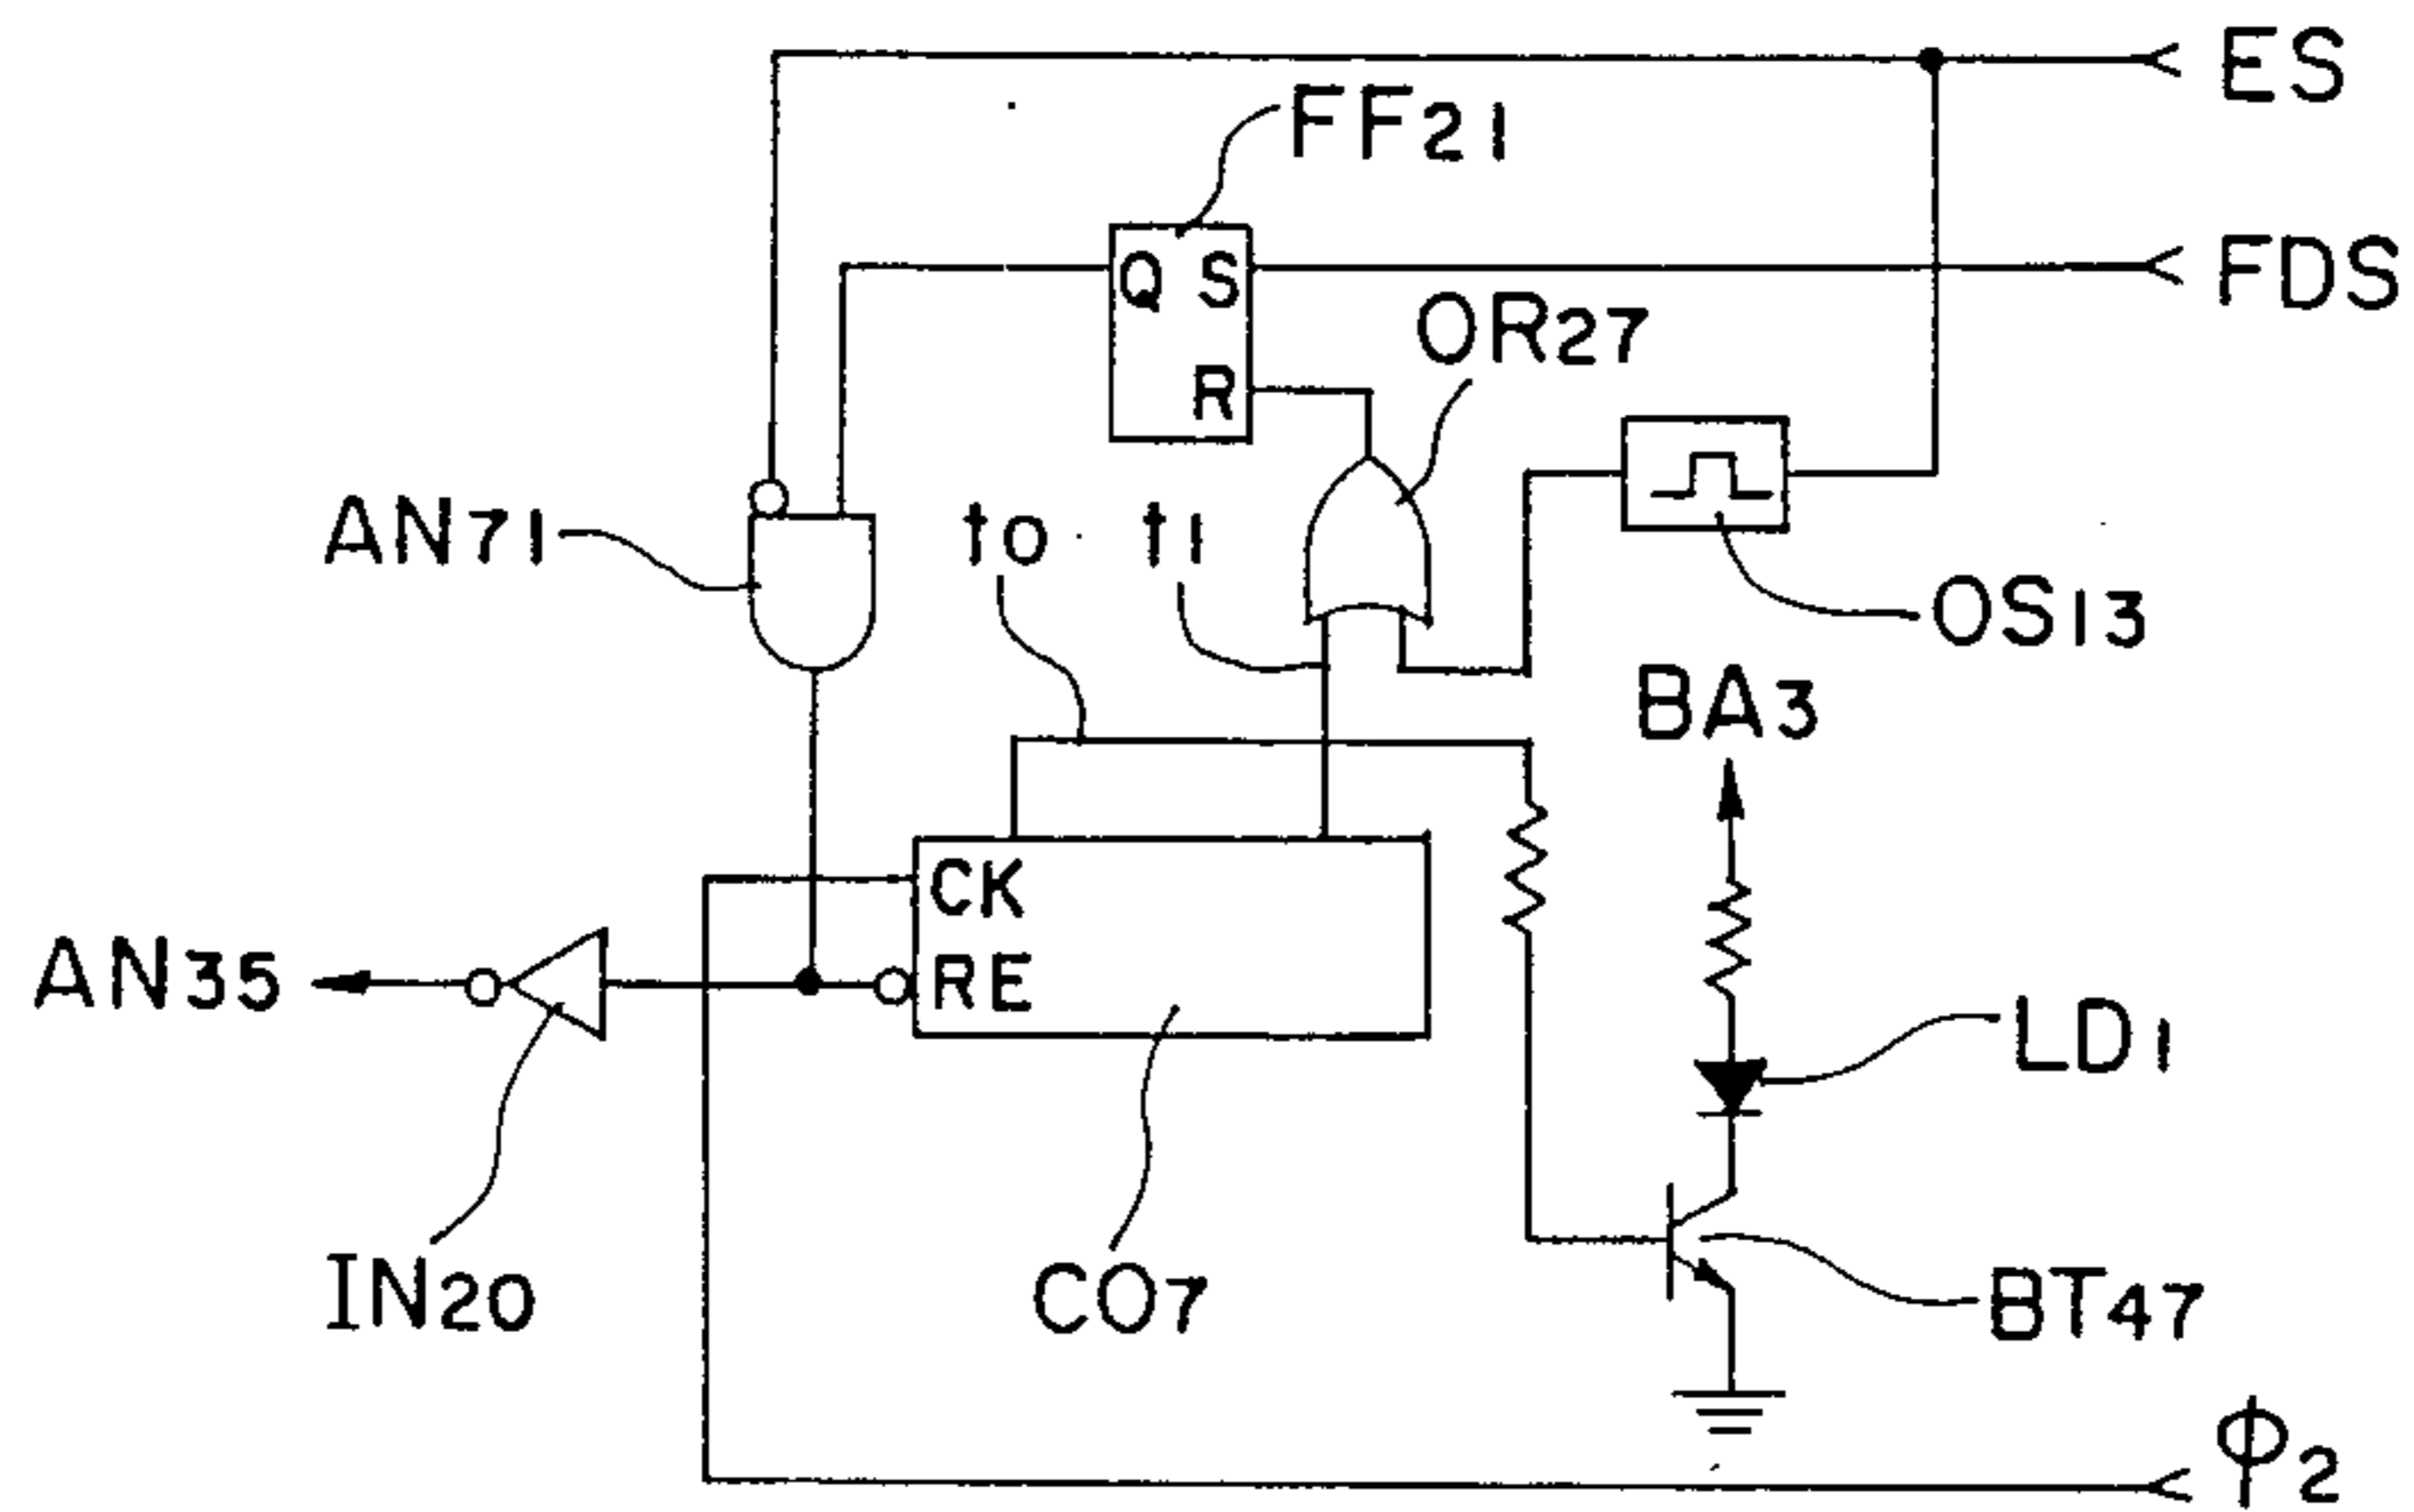 ES
FF21
FDS
Q S
OR27
R
AN71
t0 t1
OS13
BA3
CK
AN35
RE
LD1
IN20
CO7
BT47
φ2